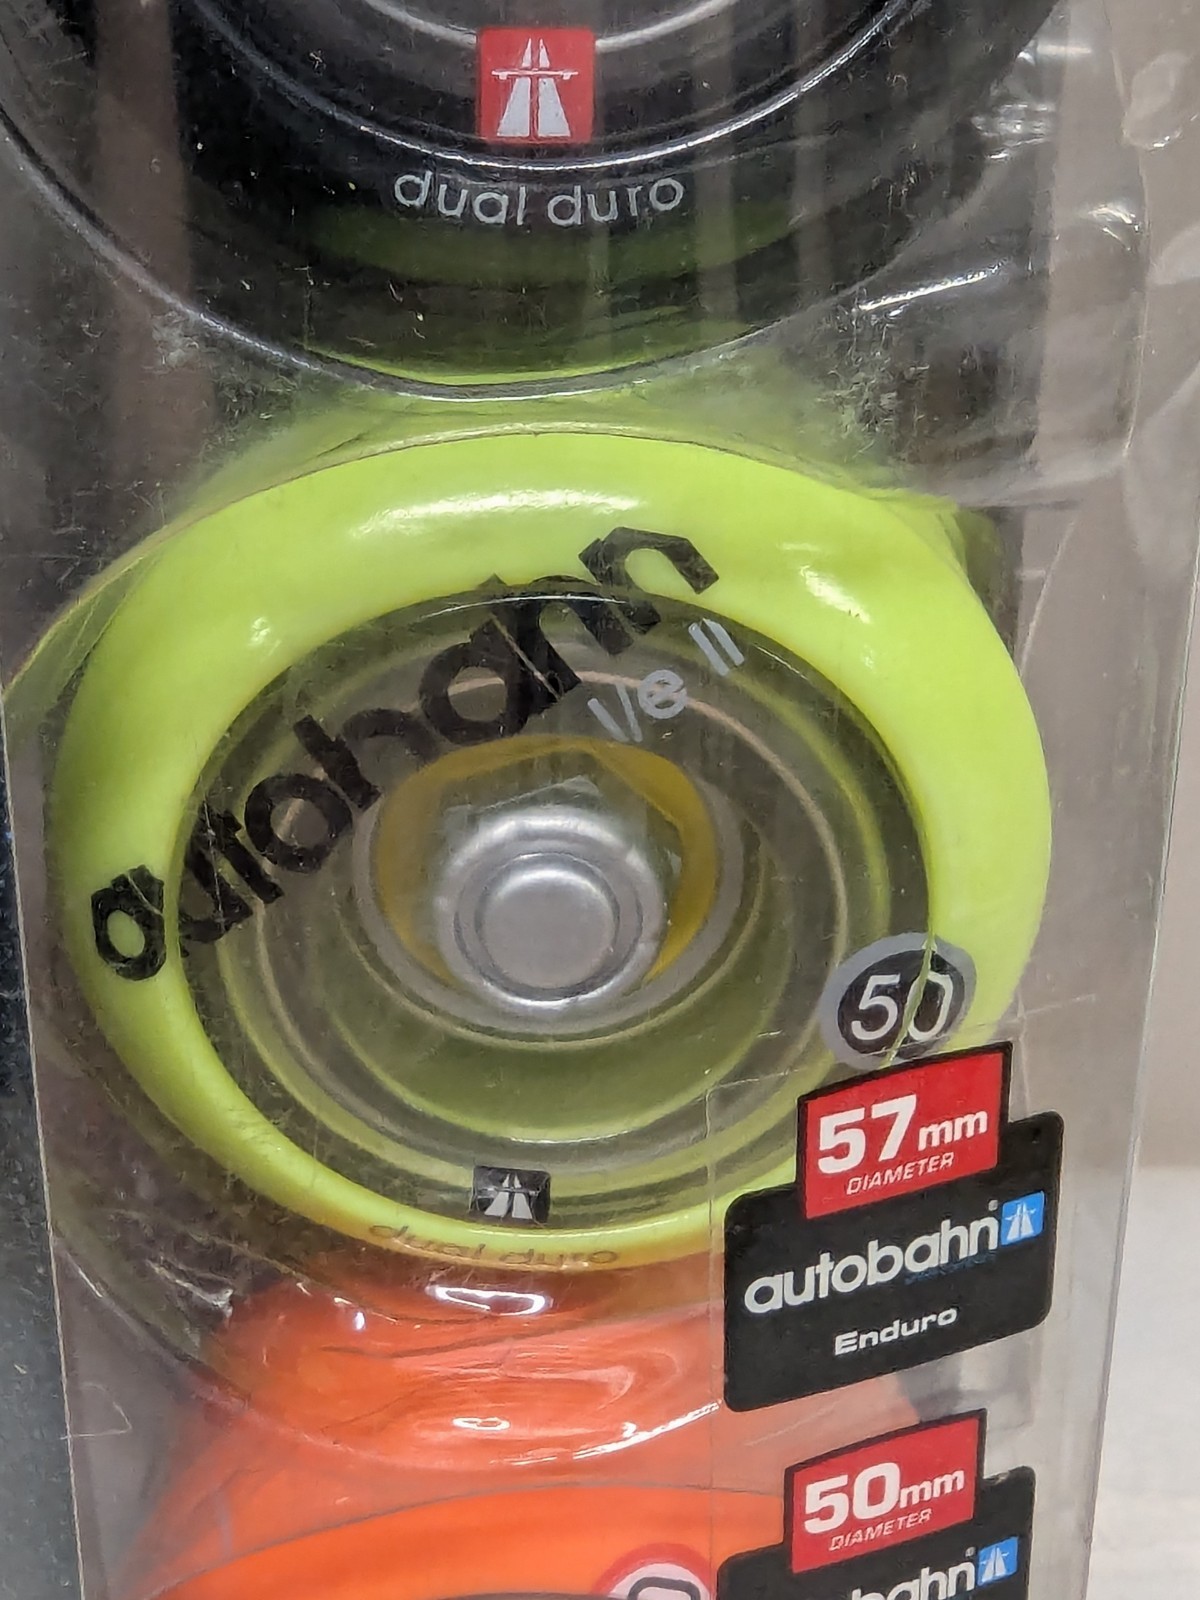 dual duro
autobahn
I/e II
50
57mm
DIAMETER
autobahn
Enduro
dual duro
50mm
DIAMETER